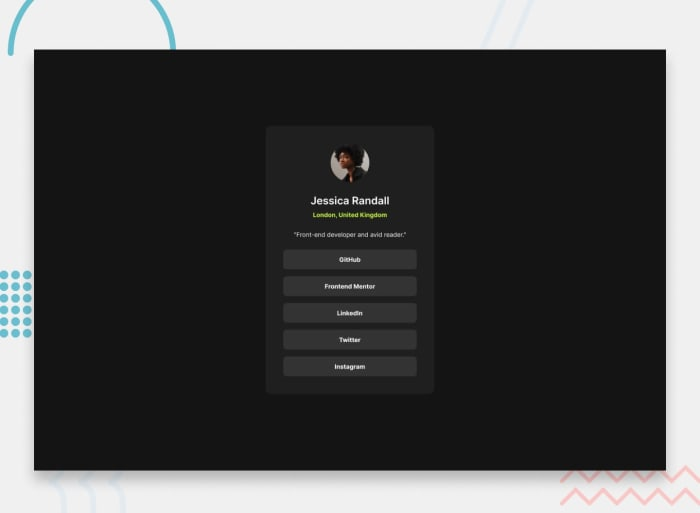 Jessica Randall
London, United Kingdom
"Front-end developer and avid reader."
GitHub
Frontend Mentor
LinkedIn
Twitter
Instagram